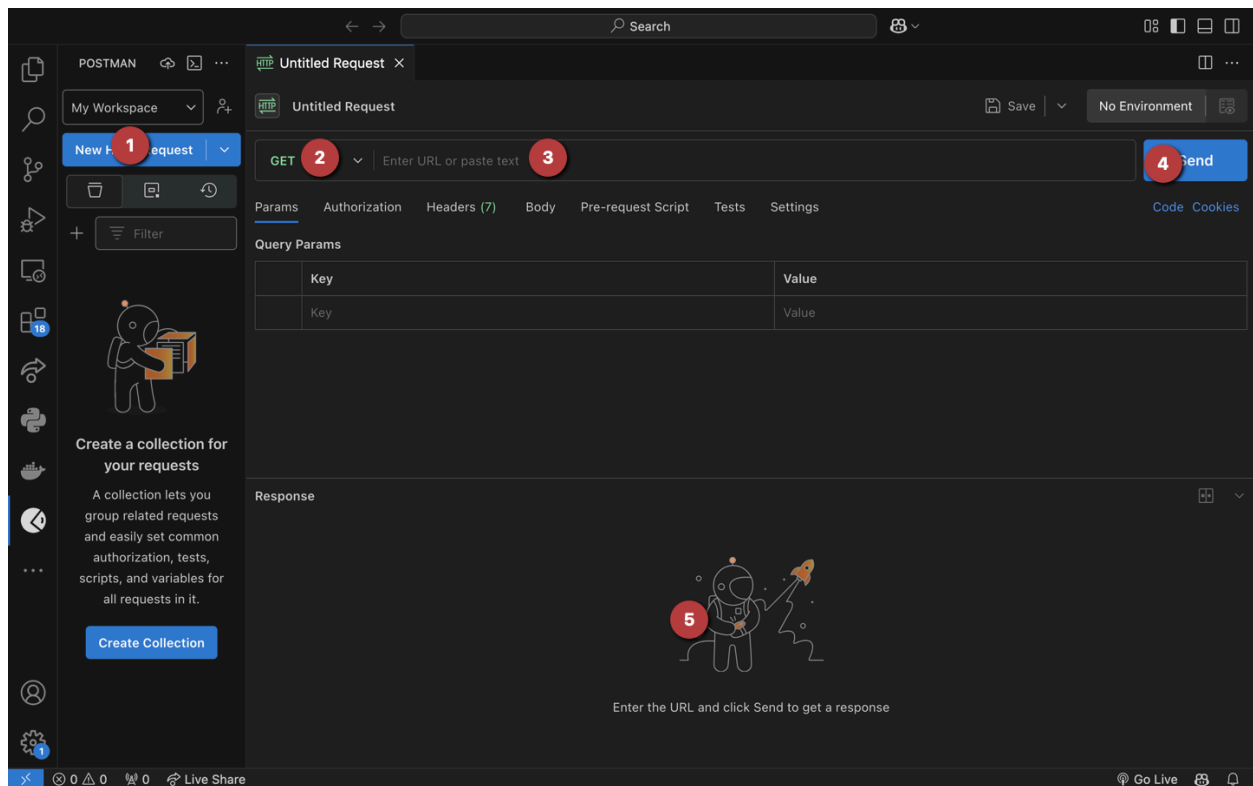 Search
POSTMAN
Untitled Request
My Workspace
HTTP Untitled Request
Save
No Environment
New H equest
1
GET
2
Enter URL or paste text
3
4
Send
Params Authorization Headers (7) Body Pre-request Script Tests Settings
Code Cookies
Filter
Query Params
Key Value
Key Value
18
Create a collection for
your requests
A collection lets you
group related requests
and easily set common
authorization, tests,
scripts, and variables for
all requests in it.
Create Collection
Response
5
Enter the URL and click Send to get a response
1
0 0 0 Live Share
Go Live